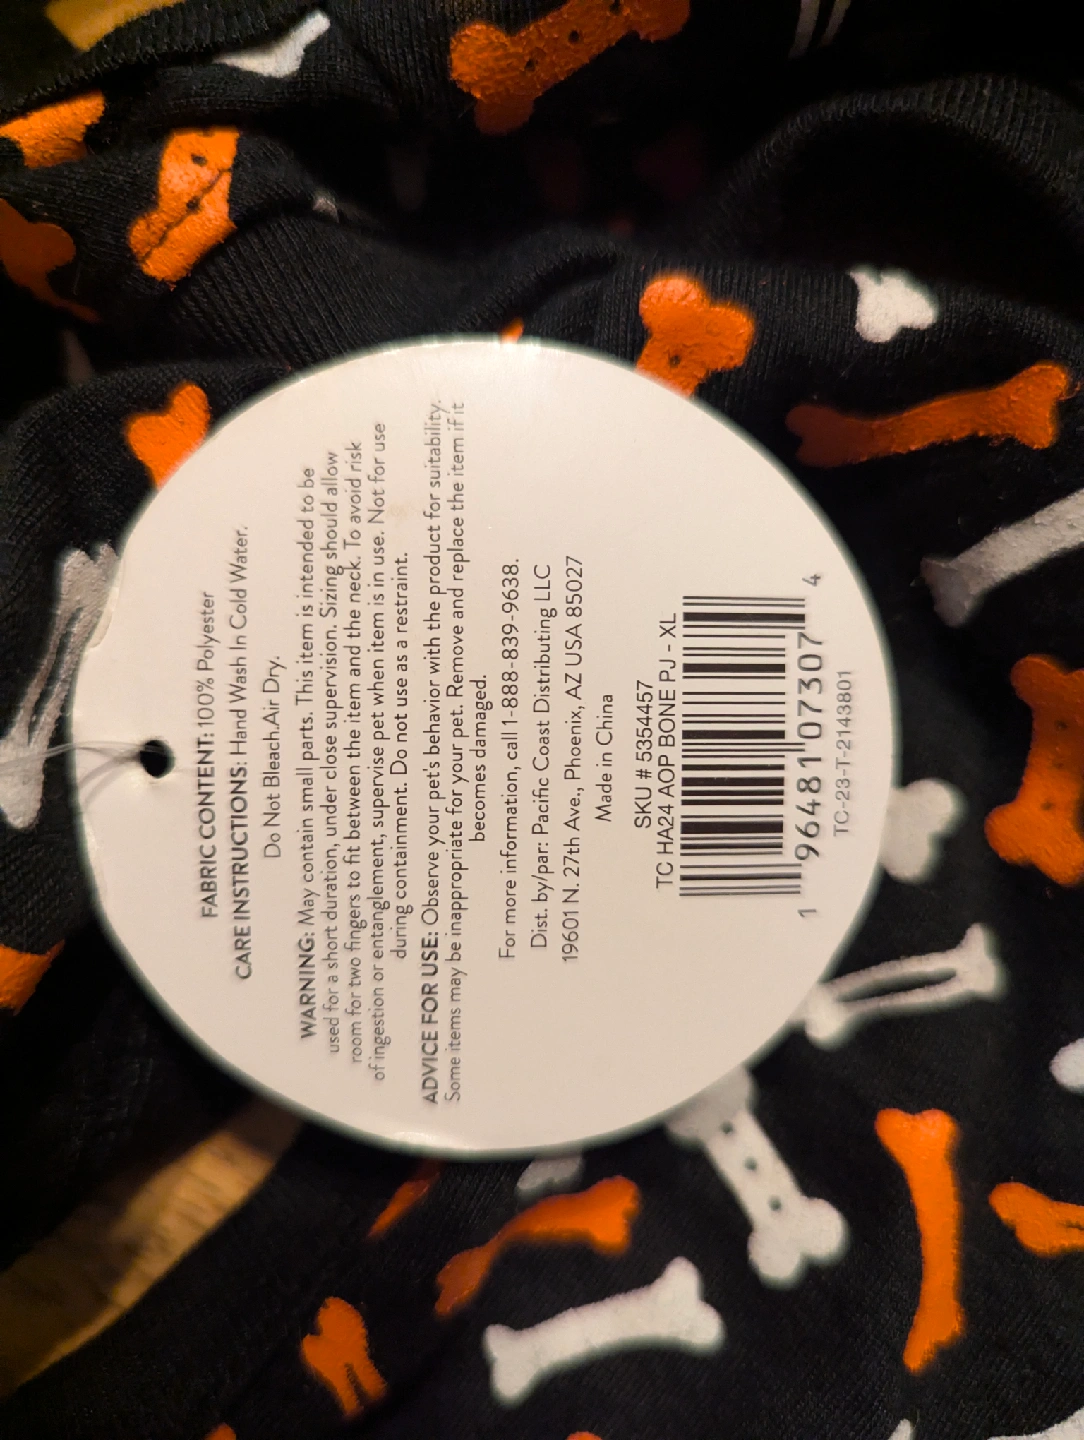 FABRIC CONTENT: 100% Polyester
CARE INSTRUCTIONS: Hand Wash In Cold Water.
Do Not Bleach.Air Dry.
WARNING: May contain small parts. This item is intended to be
used for a short duration, under close supervision. Sizing should allow
room for two fingers to fit between the item and the neck. To avoid risk
of ingestion or entanglement, supervise pet when item is in use. Not for use
during containment. Do not use as a restraint.
ADVICE FOR USE: Observe your pet's behavior with the product for suitability.
Some items may be inappropriate for your pet. Remove and replace the item if it
becomes damaged.
For more information, call 1-888-839-9638.
Dist. by/par: Pacific Coast Distributing LLC
19601 N. 27th Ave., Phoenix, AZ USA 85027
Made in China
SKU # 5354457
TC HA24 AOP BONE PJ - XL
1 96481 07307 4
TC-23-T-2143801